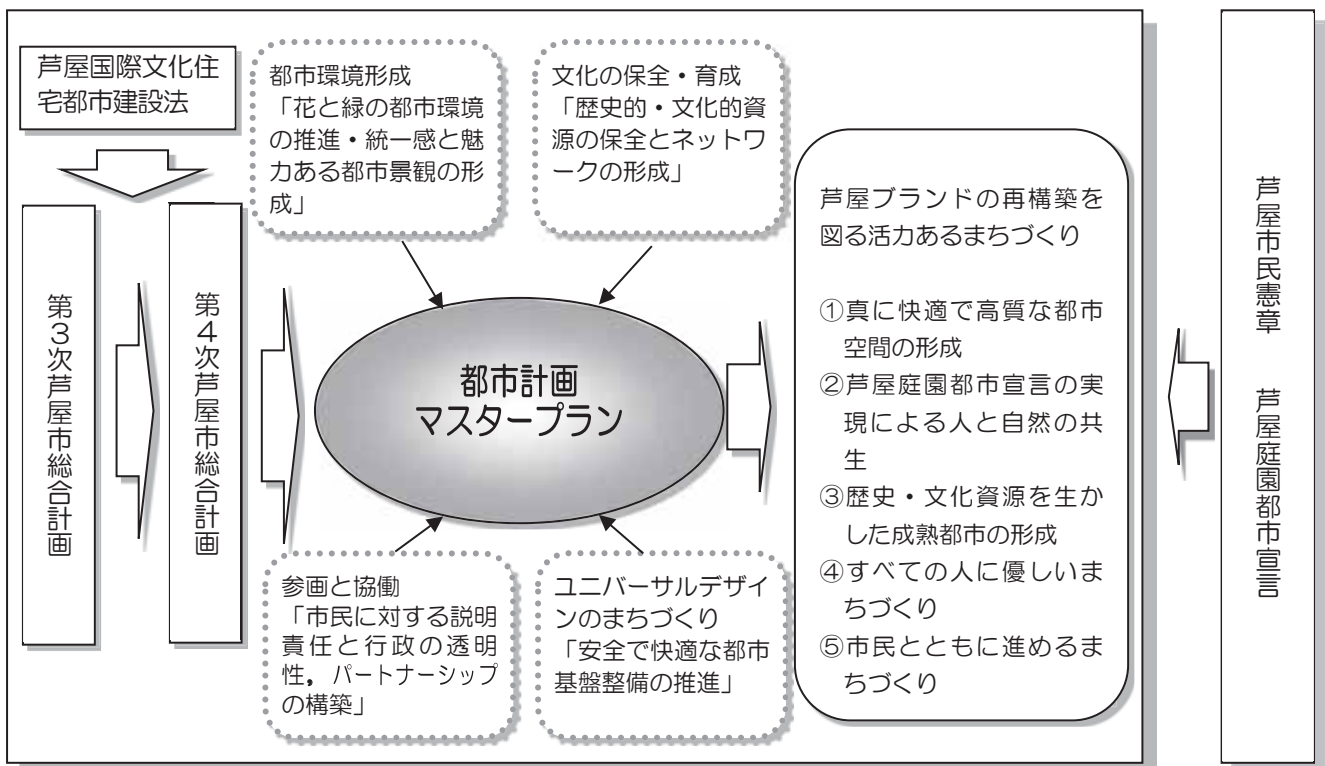 芦屋国際文化住
宅都市建設法
第３次芦屋市総合計画
第４次芦屋市総合計画
都市環境形成
「花と緑の都市環境
の推進・統一感と魅
力ある都市景観の形
成」
文化の保全・育成
「歴史的・文化的資
源の保全とネットワ
ークの形成」
都市計画
マスタープラン
参画と協働
「市民に対する説明
責任と行政の透明
性，パートナーシップ
の構築」
ユニバーサルデザイ
ンのまちづくり
「安全で快適な都市
基盤整備の推進」
芦屋ブランドの再構築を
図る活力あるまちづくり
①真に快適で高質な都市
空間の形成
②芦屋庭園都市宣言の実
現による人と自然の共
生
③歴史・文化資源を生か
した成熟都市の形成
④すべての人に優しいま
ちづくり
⑤市民とともに進めるま
ちづくり
芦屋市民憲章　芦屋庭園都市宣言